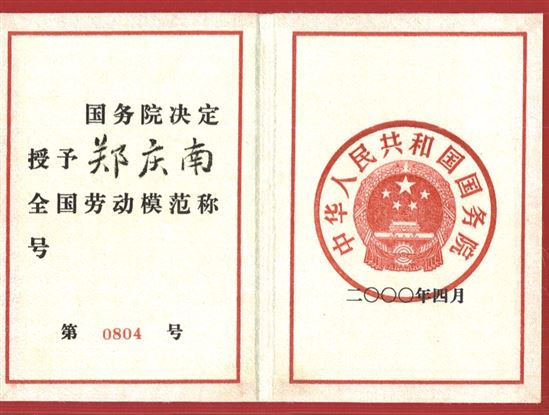 国务院决定
授予郑庆南
全国劳动模范称
号
第 0804 号
中华人民共和国国务院
二〇〇〇年四月